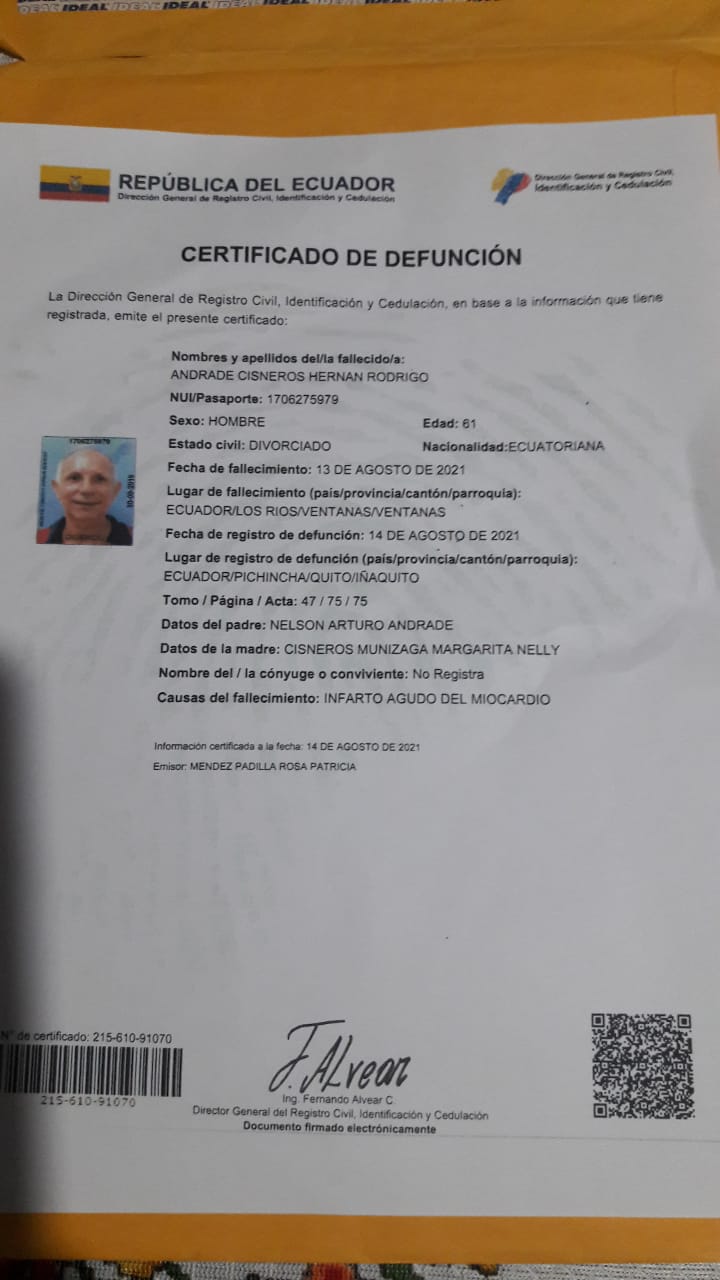 IDEAL IDEAL IDEAL IDEAL
REPÚBLICA DEL ECUADOR
Dirección General de Registro Civil, Identificación y Cedulación
Dirección General de Registro Civil,
Identificación y Cedulación
CERTIFICADO DE DEFUNCIÓN
La Dirección General de Registro Civil, Identificación y Cedulación, en base a la información que tiene
registrada, emite el presente certificado:
Nombres y apellidos del/la fallecido/a:
ANDRADE CISNEROS HERNAN RODRIGO
NUI/Pasaporte: 1706275979
Sexo: HOMBRE Edad: 61
Estado civil: DIVORCIADO Nacionalidad:ECUATORIANA
1706275979
10-09-2019
Fecha de fallecimiento: 13 DE AGOSTO DE 2021
Lugar de fallecimiento (país/provincia/cantón/parroquia):
ECUADOR/LOS RIOS/VENTANAS/VENTANAS
Fecha de registro de defunción: 14 DE AGOSTO DE 2021
Lugar de registro de defunción (país/provincia/cantón/parroquia):
ECUADOR/PICHINCHA/QUITO/IÑAQUITO
Tomo / Página / Acta: 47 / 75 / 75
Datos del padre: NELSON ARTURO ANDRADE
Datos de la madre: CISNEROS MUNIZAGA MARGARITA NELLY
Nombre del / la cónyuge o conviviente: No Registra
Causas del fallecimiento: INFARTO AGUDO DEL MIOCARDIO
Información certificada a la fecha: 14 DE AGOSTO DE 2021
Emisor: MENDEZ PADILLA ROSA PATRICIA
N° de certificado: 215-610-91070
215-610-91070
F. Alvear
Ing. Fernando Alvear C.
Director General del Registro Civil, Identificación y Cedulación
Documento firmado electrónicamente